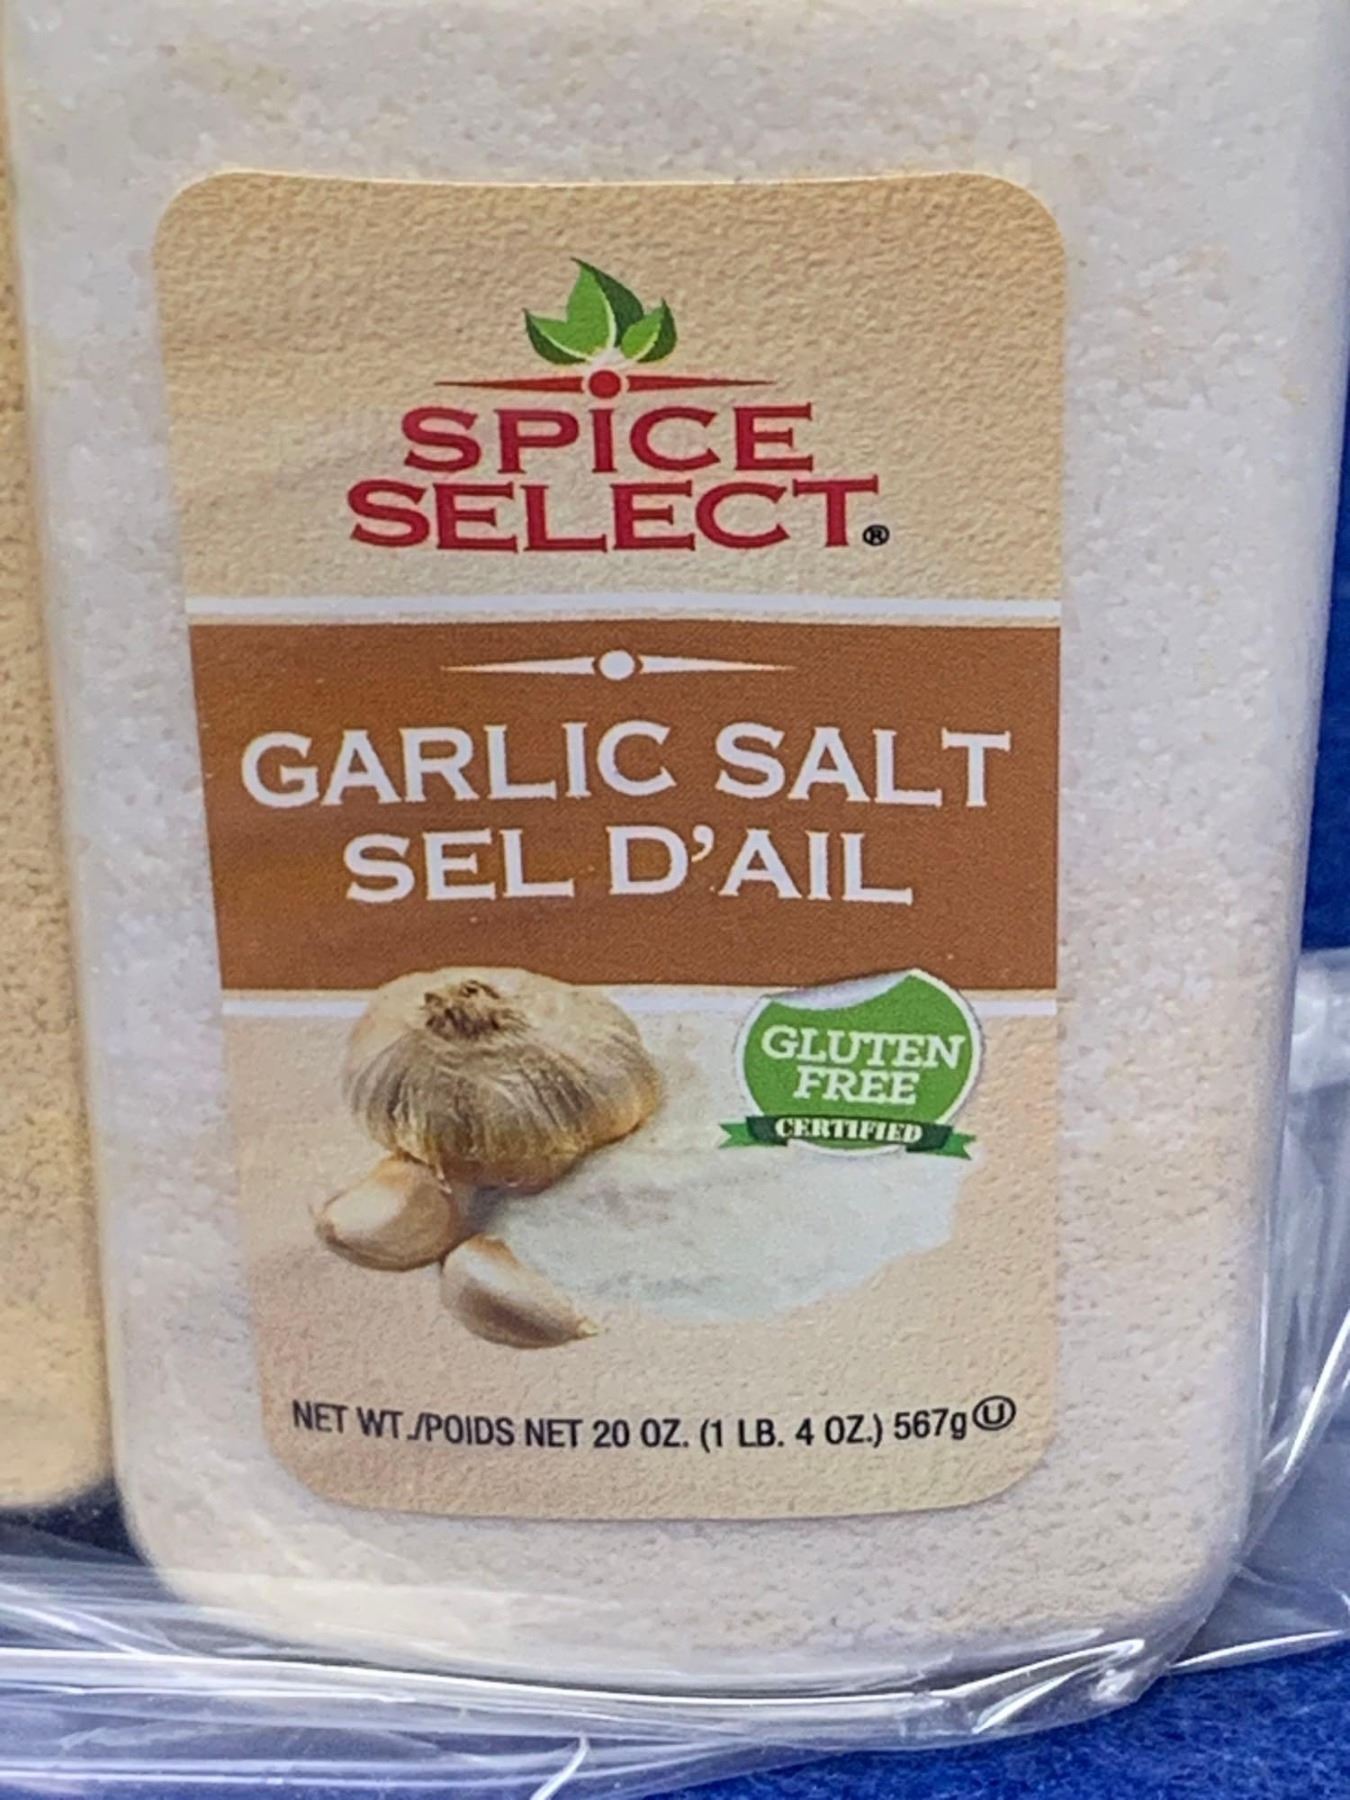 SPICE
SELECT®
GARLIC SALT
SEL D'AIL
GLUTEN
FREE
CERTIFIED
NET WT./POIDS NET 20 OZ. (1 LB. 4 OZ.) 567g Ⓤ